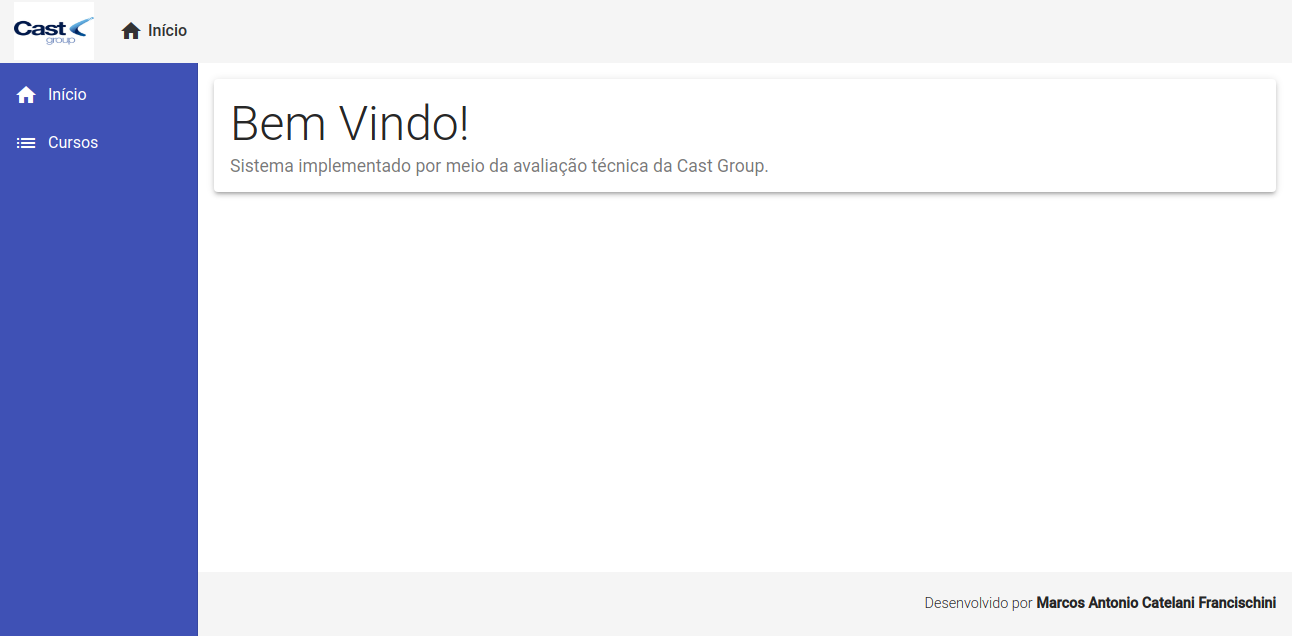 Cast
group
Início
Início
Cursos
Bem Vindo!
Sistema implementado por meio da avaliação técnica da Cast Group.
Desenvolvido por Marcos Antonio Catelani Francischini